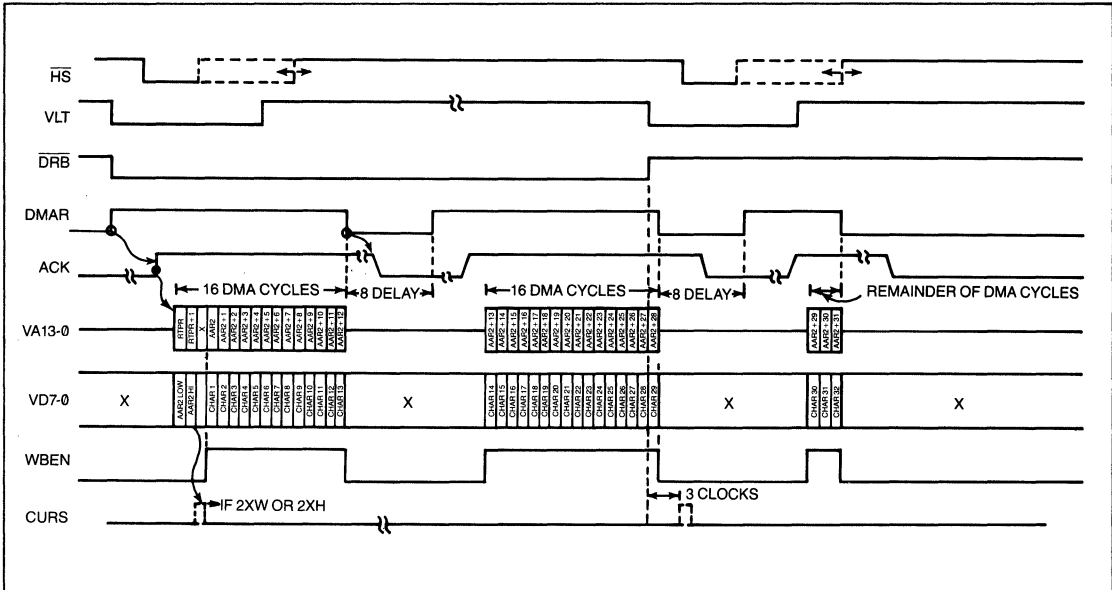 HS
VLT
DRB
DMAR
ACK
16 DMA CYCLES 8 DELAY 16 DMA CYCLES 8 DELAY REMAINDER OF DMA CYCLES
VA13-0 RTPR RTPR + 1 X AAR2 AAR2 + 1 AAR2 + 2 AAR2 + 3 AAR2 + 4 AAR2 + 5 AAR2 + 6 AAR2 + 7 AAR2 + 8 AAR2 + 9 AAR2 + 10 AAR2 + 11 AAR2 + 12 AAR2 + 13 AAR2 + 14 AAR2 + 15 AAR2 + 16 AAR2 + 17 AAR2 + 18 AAR2 + 19 AAR2 + 20 AAR2 + 21 AAR2 + 22 AAR2 + 23 AAR2 + 24 AAR2 + 25 AAR2 + 26 AAR2 + 27 AAR2 + 28 AAR2 + 29 AAR2 + 30 AAR2 + 31
VD7-0 X AAR2 LOW AAR2 HI CHAR 1 CHAR 2 CHAR 3 CHAR 4 CHAR 5 CHAR 6 CHAR 7 CHAR 8 CHAR 9 CHAR 10 CHAR 11 CHAR 12 CHAR 13 X CHAR 14 CHAR 15 CHAR 16 CHAR 17 CHAR 18 CHAR 19 CHAR 20 CHAR 21 CHAR 22 CHAR 23 CHAR 24 CHAR 25 CHAR 26 CHAR 27 CHAR 28 CHAR 29 X CHAR 30 CHAR 31 CHAR 32 X
WBEN
IF 2XW OR 2XH 3 CLOCKS
CURS